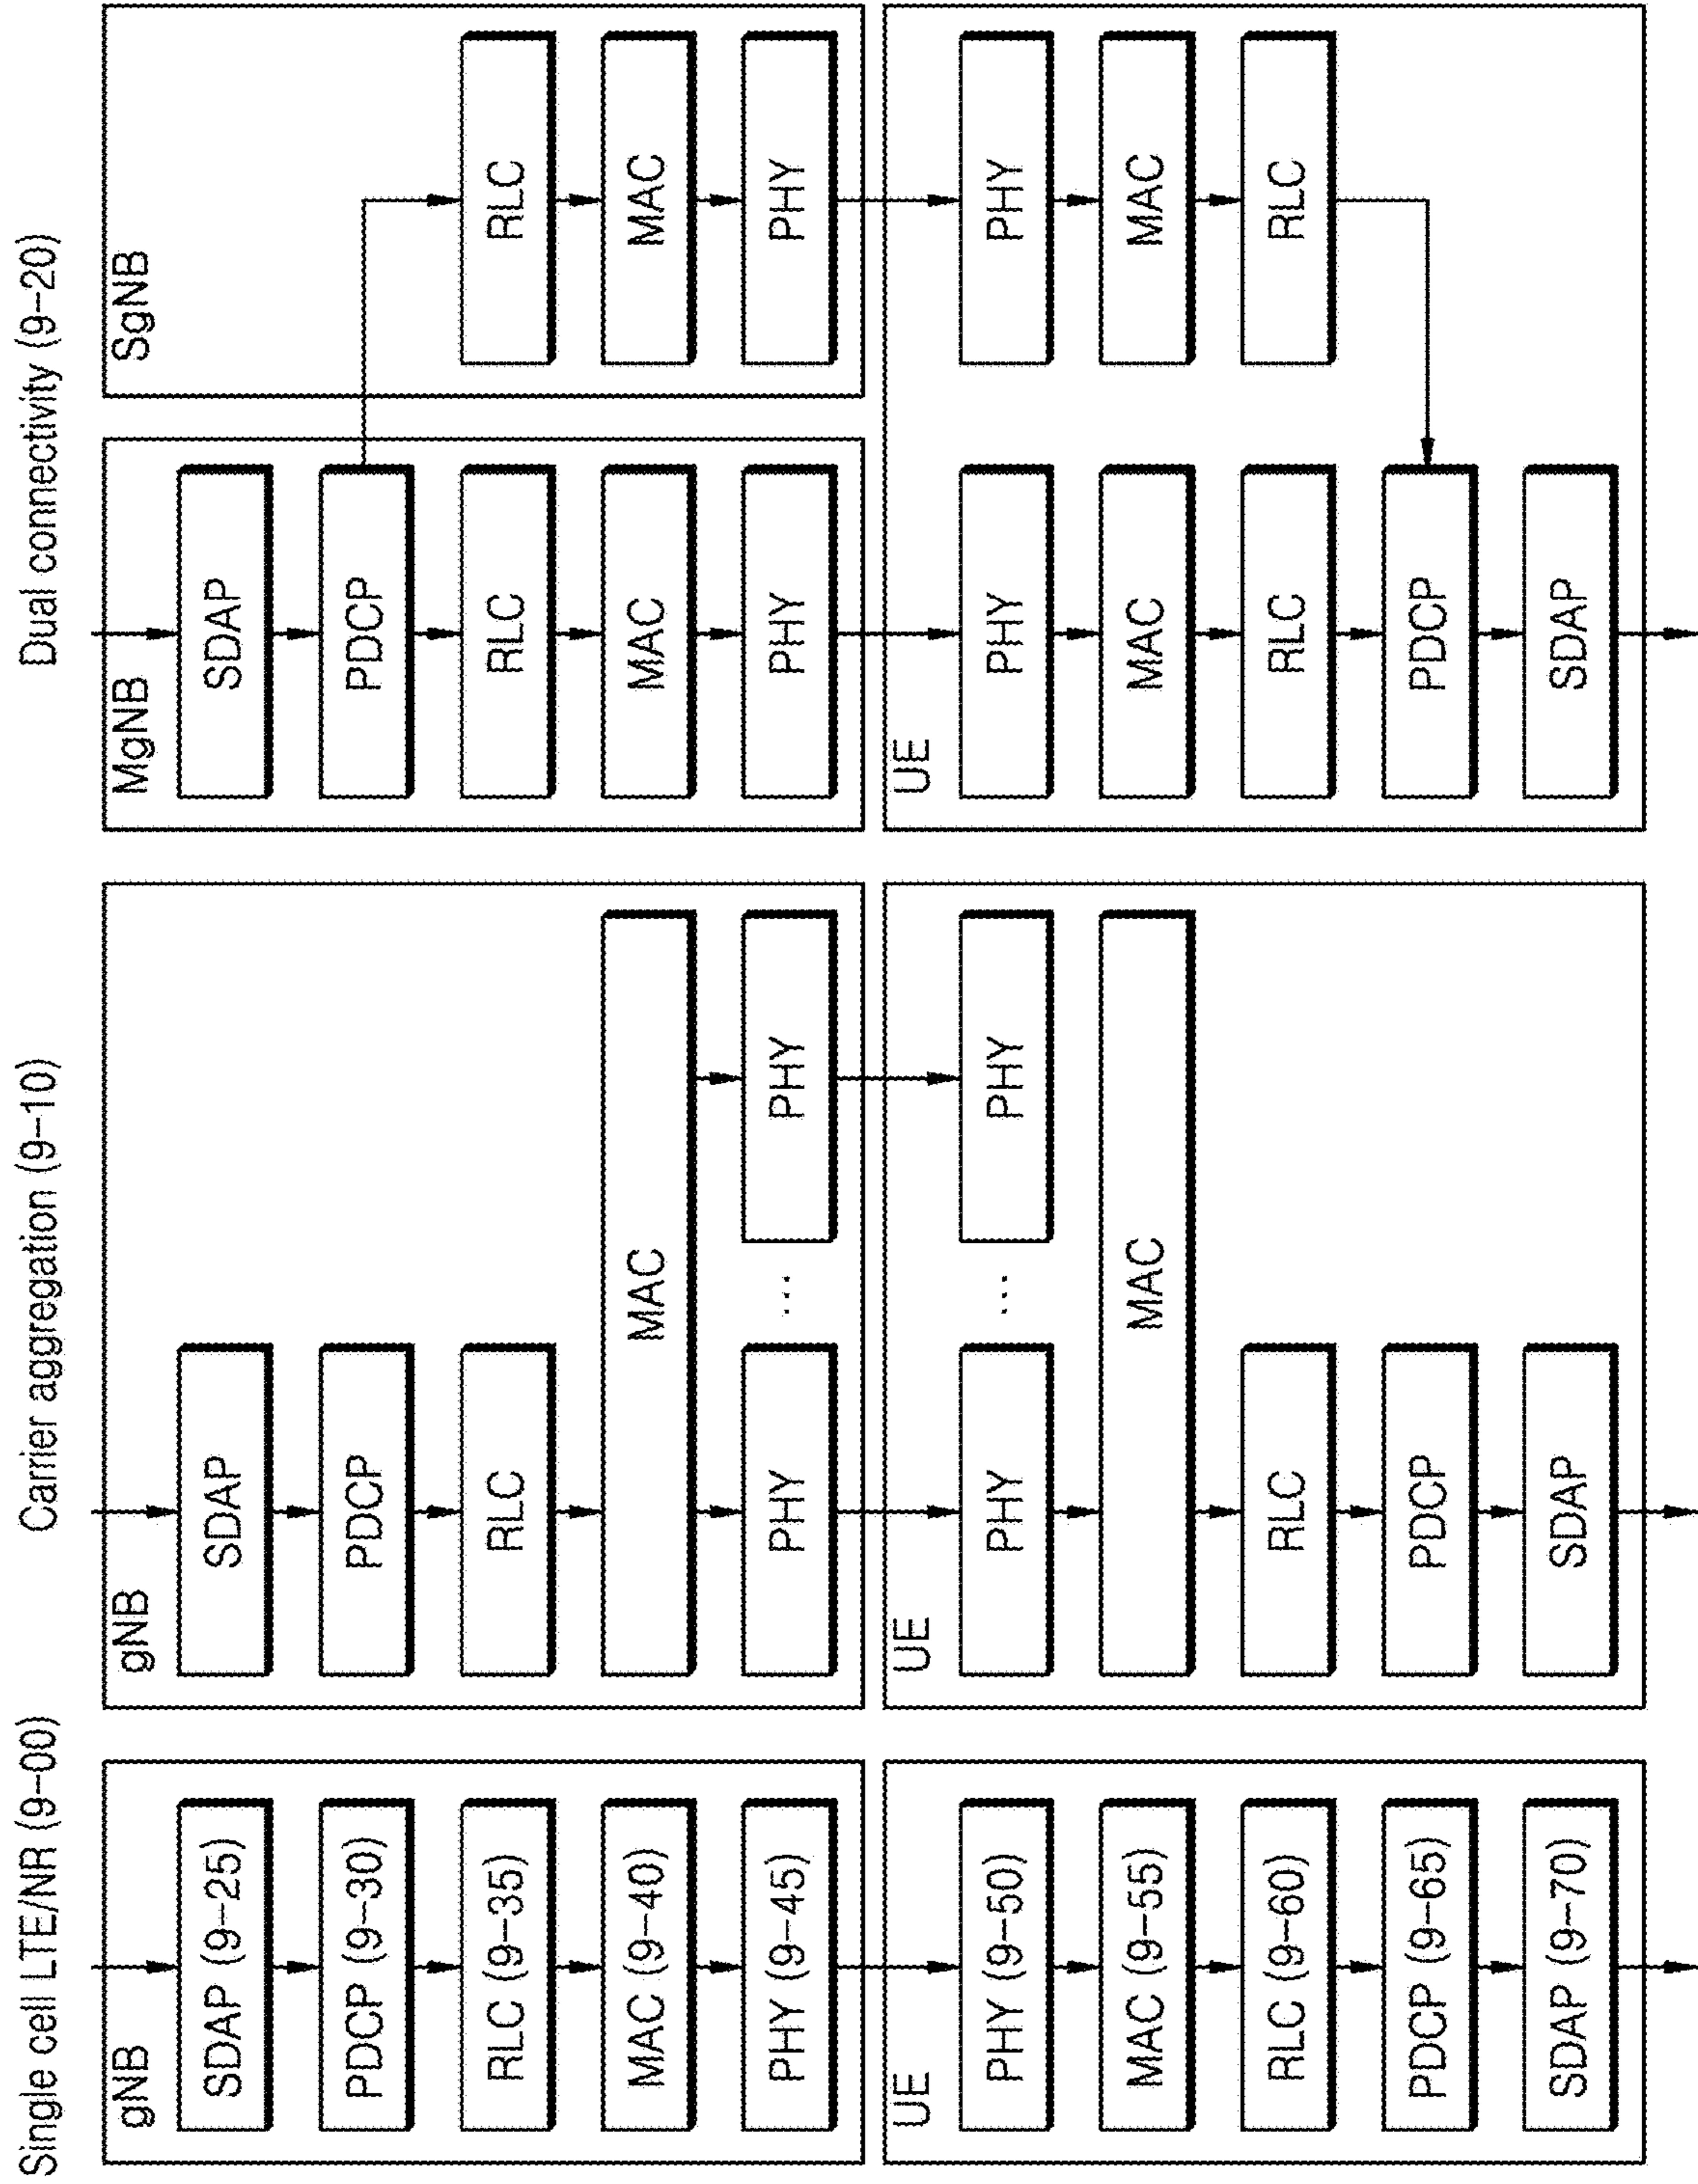 Single cell LTE/NR (9-00)
gNB
SDAP (9-25)
PDCP (9-30)
RLC (9-35)
MAC (9-40)
PHY (9-45)
UE
PHY (9-50)
MAC (9-55)
RLC (9-60)
PDCP (9-65)
SDAP (9-70)
Carrier aggregation (9-10)
gNB
SDAP
PDCP
RLC
MAC
PHY ... PHY
UE
PHY ... PHY
MAC
RLC
PDCP
SDAP
Dual connectivity (9-20)
MgNB
SDAP
PDCP
RLC
MAC
PHY
SgNB
RLC
MAC
PHY
UE
PHY
MAC
RLC
PDCP
SDAP
PHY
MAC
RLC